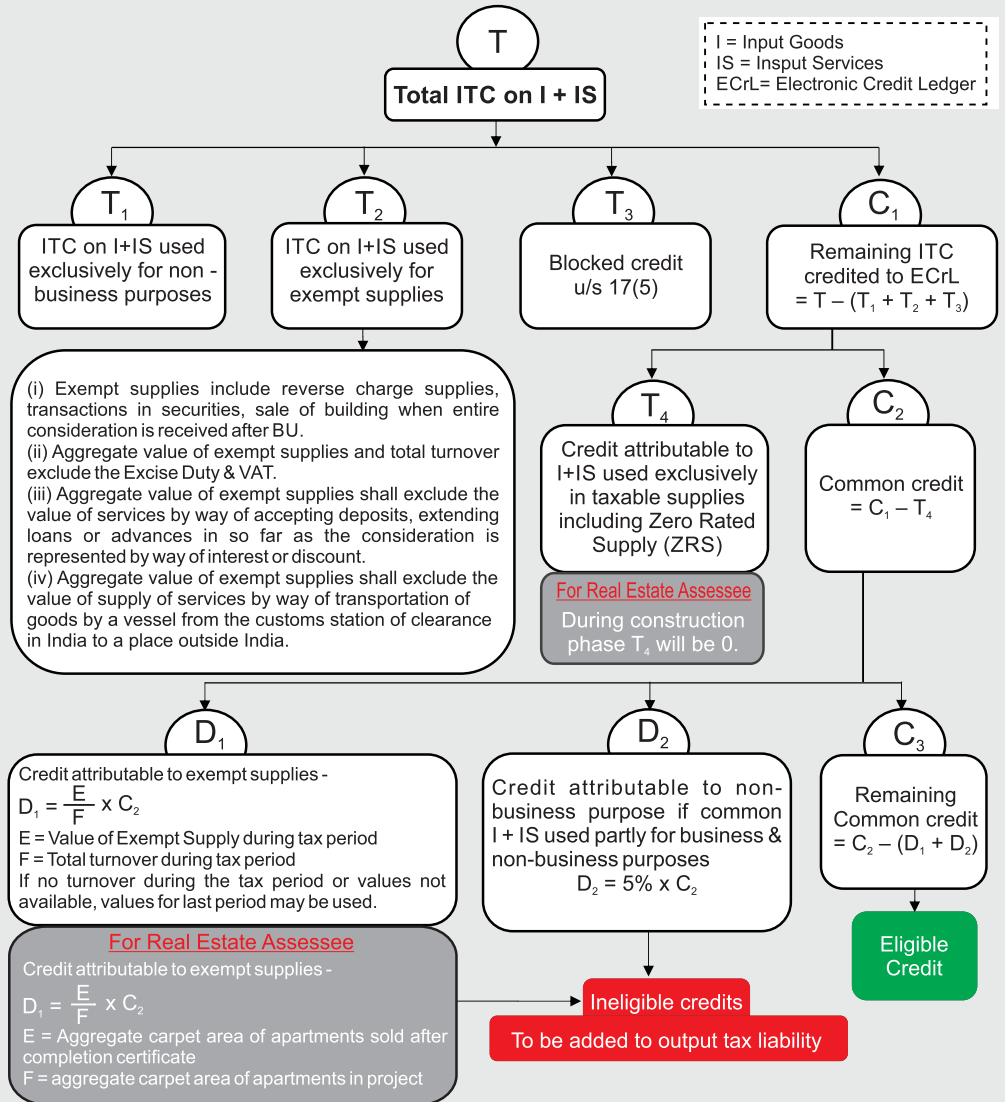 T
Total ITC on I + IS
I = Input Goods
IS = Insput Services
ECrL= Electronic Credit Ledger
T₁
ITC on I+IS used
exclusively for non -
business purposes
T₂
ITC on I+IS used
exclusively for
exempt supplies
T₃
Blocked credit
u/s 17(5)
C₁
Remaining ITC
credited to ECrL
= T – (T₁ + T₂ + T₃)
(i) Exempt supplies include reverse charge supplies,
transactions in securities, sale of building when entire
consideration is received after BU.
(ii) Aggregate value of exempt supplies and total turnover
exclude the Excise Duty & VAT.
(iii) Aggregate value of exempt supplies shall exclude the
value of services by way of accepting deposits, extending
loans or advances in so far as the consideration is
represented by way of interest or discount.
(iv) Aggregate value of exempt supplies shall exclude the
value of supply of services by way of transportation of
goods by a vessel from the customs station of clearance
in India to a place outside India.
T₄
Credit attributable to
I+IS used exclusively
in taxable supplies
including Zero Rated
Supply (ZRS)
For Real Estate Assessee
During construction
phase T₄ will be 0.
C₂
Common credit
= C₁ – T₄
D₁
Credit attributable to exempt supplies -
D₁ = E/F x C₂
E = Value of Exempt Supply during tax period
F = Total turnover during tax period
If no turnover during the tax period or values not
available, values for last period may be used.
For Real Estate Assessee
Credit attributable to exempt supplies -
D₁ = E/F x C₂
E = Aggregate carpet area of apartments sold after
completion certificate
F = aggregate carpet area of apartments in project
D₂
Credit attributable to non-
business purpose if common
I + IS used partly for business &
non-business purposes
D₂ = 5% x C₂
C₃
Remaining
Common credit
= C₂ – (D₁ + D₂)
Eligible
Credit
Ineligible credits
To be added to output tax liability